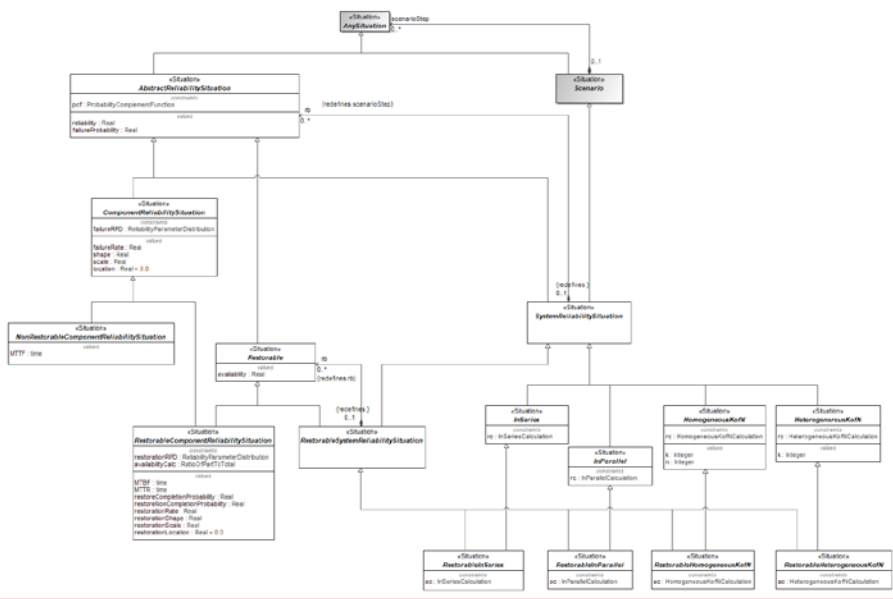 «Situation»
AnySituation
scenarioStep
0..*
0..1
«Situation»
Scenario
«Situation»
AbstractReliabilitySituation
constraints
pcf : ProbabilityComplementFunction
values
reliability : Real
failureProbability : Real
rb
0..*
{redefines scenarioStep}
«Situation»
ComponentReliabilitySituation
constraints
failureRPD : ReliabilityParameterDistribution
values
failureRate : Real
shape : Real
scale : Real
location : Real = 0.0
{redefines }
0..1
«Situation»
SystemReliabilitySituation
«Situation»
NonRestorableComponentReliabilitySituation
values
MTTF : time
«Situation»
Restorable
values
availability : Real
rb
0..*
{redefines rb}
{redefines }
0..1
«Situation»
RestorableComponentReliabilitySituation
constraints
restorationRPD : ReliabilityParameterDistribution
availabilityCalc : RatioOfPartToTotal
values
MTBF : time
MTTR : time
restoreCompletionProbability : Real
restorationCompletionProbability : Real
restorationRate : Real
restorationShape : Real
restorationScale : Real
restorationLocation : Real = 0.0
«Situation»
RestorableSystemReliabilitySituation
«Situation»
InSeries
constraints
rc : InSeriesCalculation
«Situation»
InParallel
constraints
rc : InParallelCalculation
«Situation»
HomogeneousKofN
constraints
rc : HomogeneousKofNCalculation
values
k : Integer
n : Integer
«Situation»
HeterogenerousKofN
constraints
rc : HeterogeneousKofNCalculation
values
k : Integer
«Situation»
RestorableInSeries
constraints
ac : InSeriesCalculation
«Situation»
RestorableInParallel
constraints
ac : InParallelCalculation
«Situation»
RestorableHomogeneousKofN
constraints
ac : HomogeneousKofNCalculation
«Situation»
RestorableHeterogeneousKofN
constraints
ac : HeterogeneousKofNCalculation